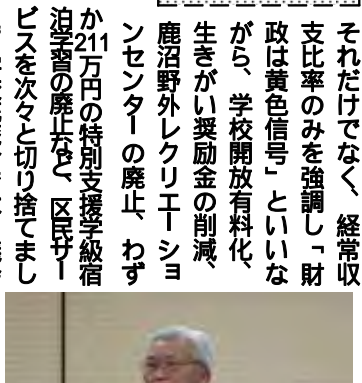 それだけでなく、経常収
支比率のみを強調し「財
政は黄色信号」といいな
がら、学校開放有料化、
生きがい奨励金の削減、
鹿沼野外レクリエーショ
ンセンターの廃止、わず
か211万円の特別支援学級宿
泊学習の廃止など、区民サー
ビスを次々と切り捨てまし